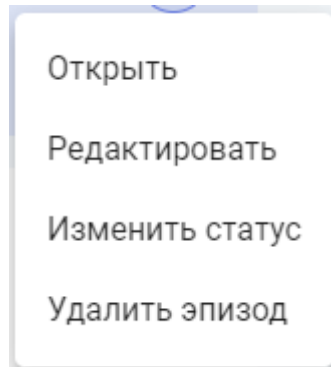 Открыть
Редактировать
Изменить статус
Удалить эпизод